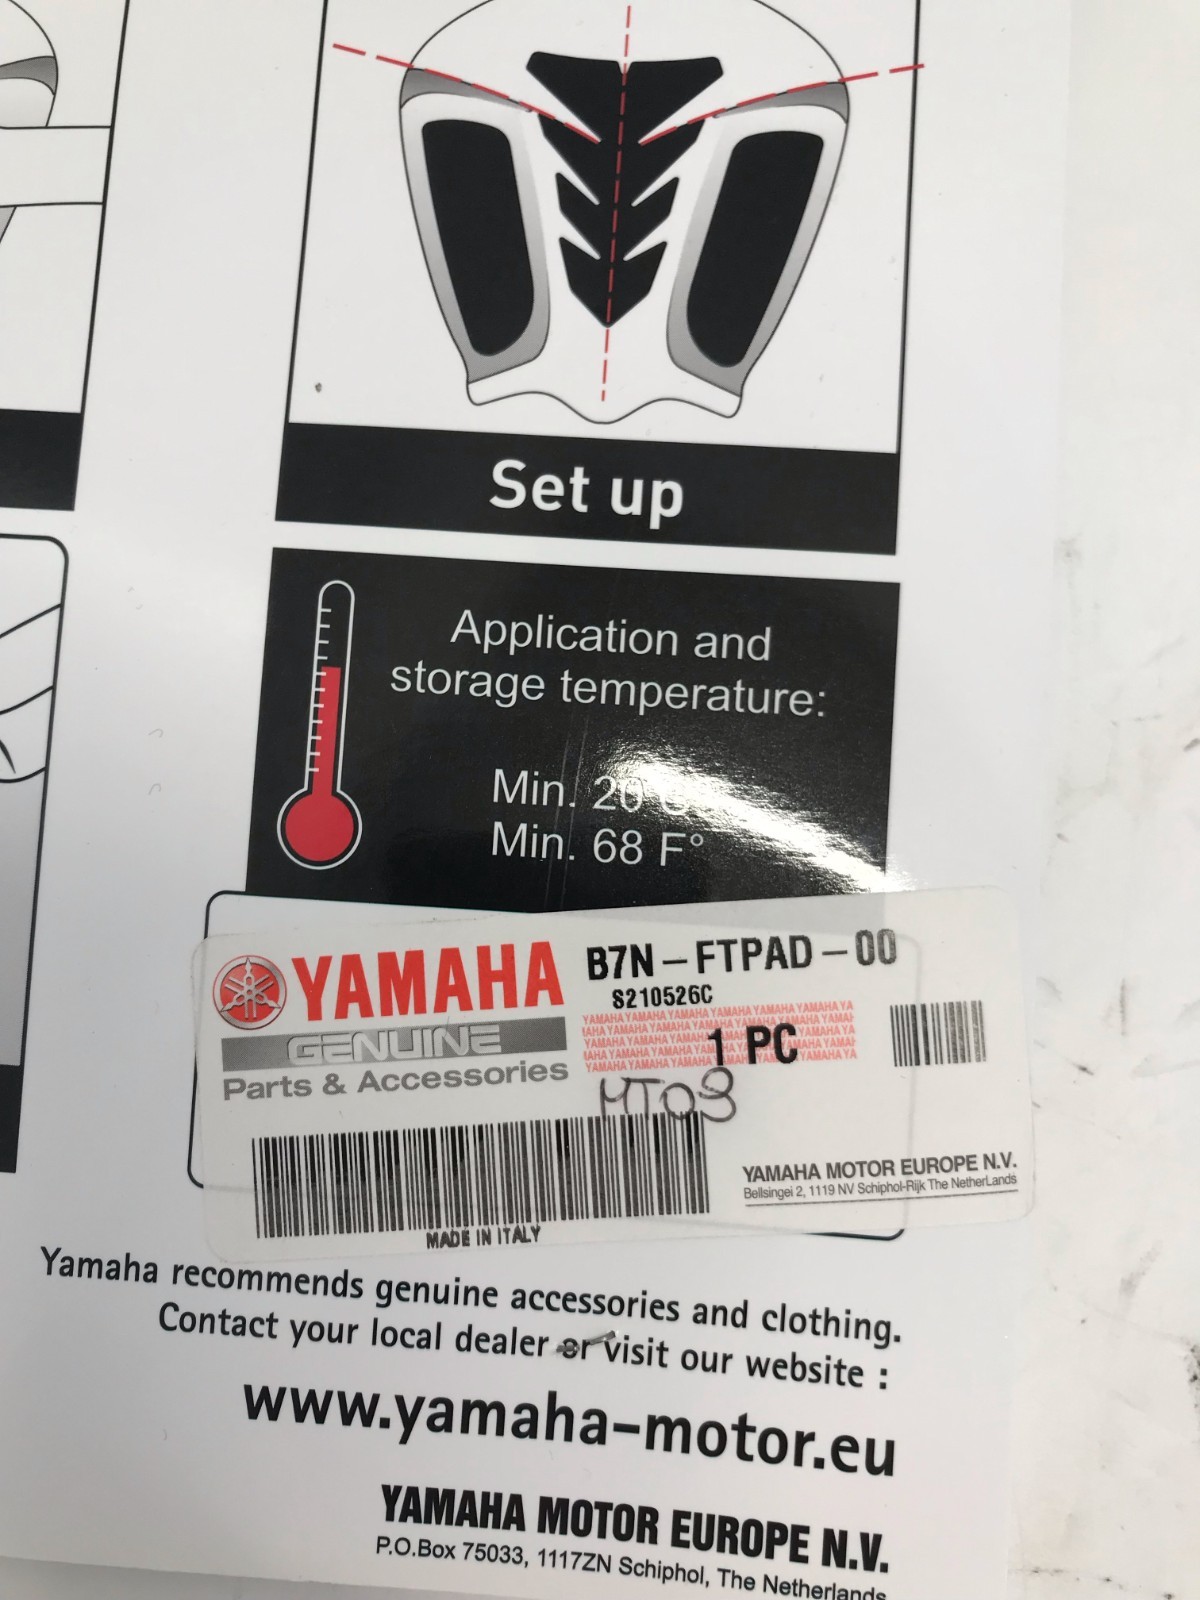 Set up
Application and
storage temperature:
Min. 20 C°
Min. 68 F°
YAMAHA
GENUINE
Parts & Accessories
B7N-FTPAD-00
S210526C
1 PC
MT09
MADE IN ITALY
YAMAHA MOTOR EUROPE N.V.
Bellsingel 2, 1119 NV Schiphol-Rijk The NetherLands
Yamaha recommends genuine accessories and clothing.
Contact your local dealer or visit our website :
www.yamaha-motor.eu
YAMAHA MOTOR EUROPE N.V.
P.O.Box 75033, 1117ZN Schiphol, The Netherlands